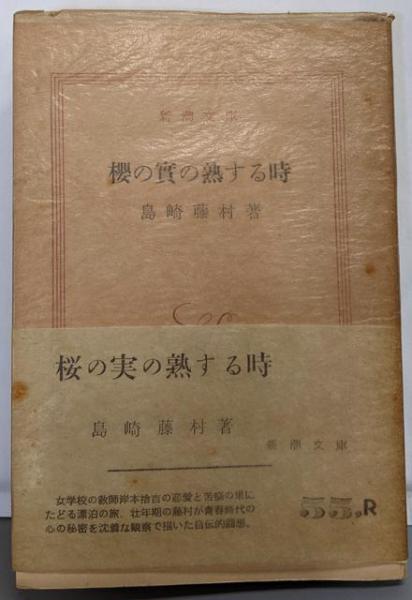 新潮文庫
櫻の實の熟する時
島崎藤村著
桜の実の熟する時
島崎藤村著
新潮文庫
女学校の教師岸本捨吉の恋愛と苦悩の果に
たどる漂泊の旅。壮年期の藤村が青春時代の
心の秘密を沈着な観察で描いた自伝的回想。
55.R